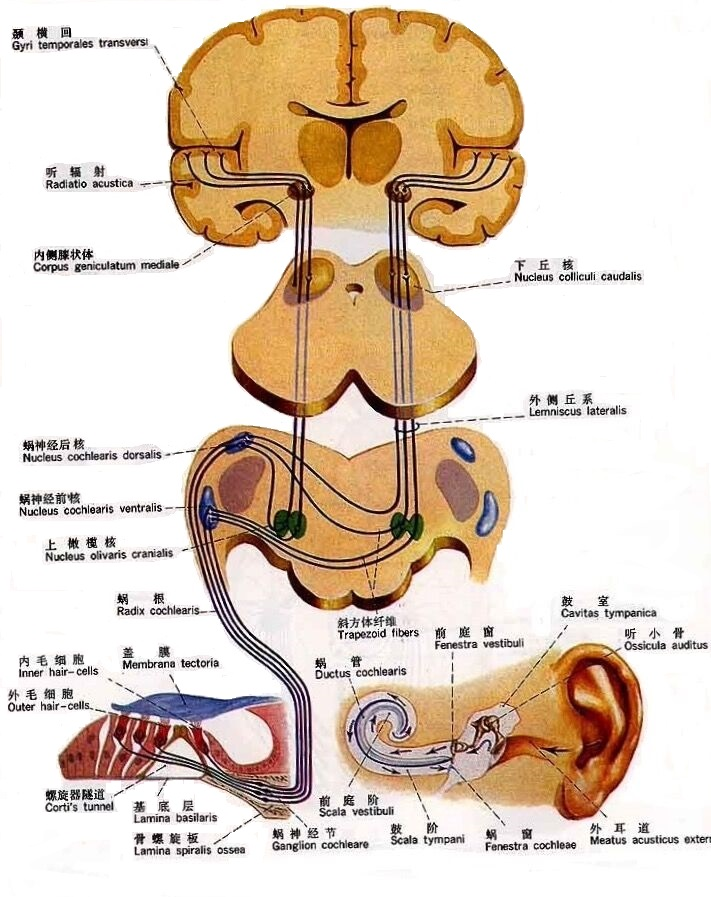 颞横回
Gyri temporales transversi
听辐射
Radiatio acustica
内侧膝状体
Corpus geniculatum mediale
下丘核
Nucleus colliculi caudalis
外侧丘系
Lemniscus lateralis
蜗神经后核
Nucleus cochlearis dorsalis
蜗神经前核
Nucleus cochlearis ventralis
上橄榄核
Nucleus olivaris cranialis
蜗根
Radix cochlearis
斜方体纤维
Trapezoid fibers
鼓室
Cavitas tympanica
前庭窗
Fenestra vestibuli
听小骨
Ossicula auditus
蜗管
Ductus cochlearis
盖膜
Membrana tectoria
内毛细胞
Inner hair-cells
外毛细胞
Outer hair-cells
螺旋器隧道
Corti's tunnel
基底层
Lamina basilaris
骨螺旋板
Lamina spiralis ossea
蜗神经节
Ganglion cochleare
前庭阶
Scala vestibuli
鼓阶
Scala tympani
蜗窗
Fenestra cochleae
外耳道
Meatus acusticus extern